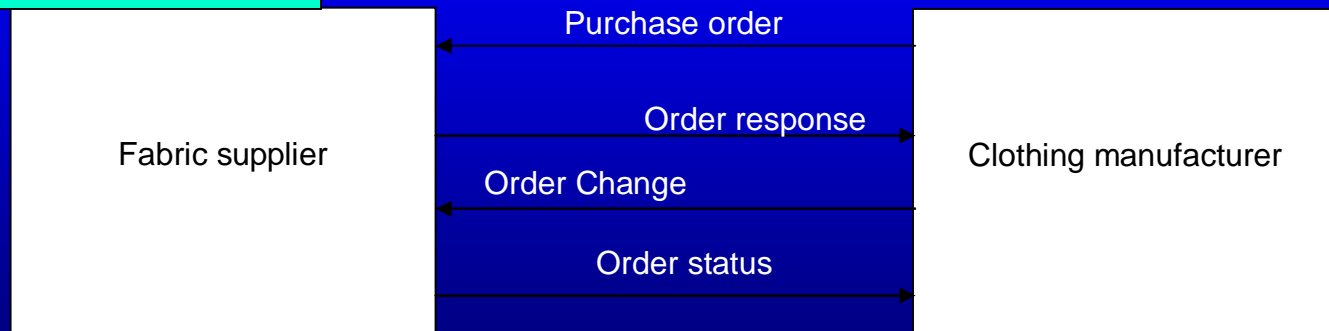 Purchase order
Order response
Fabric supplier
Clothing manufacturer
Order Change
Order status